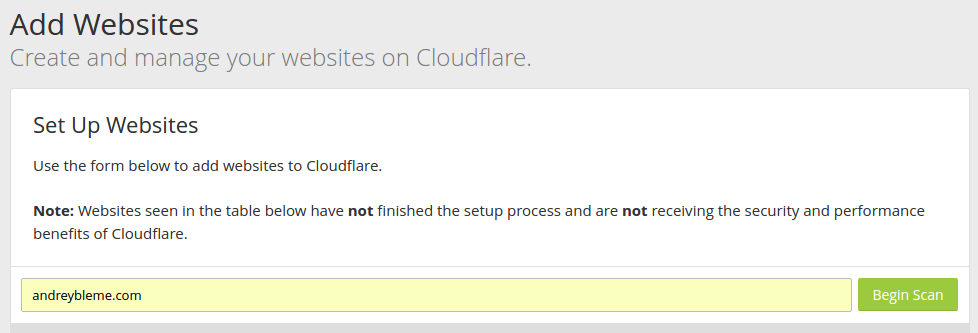 Add Websites
Create and manage your websites on Cloudflare.
Set Up Websites
Use the form below to add websites to Cloudflare.
Note: Websites seen in the table below have not finished the setup process and are not receiving the security and performance
benefits of Cloudflare.
andreybleme.com
Begin Scan